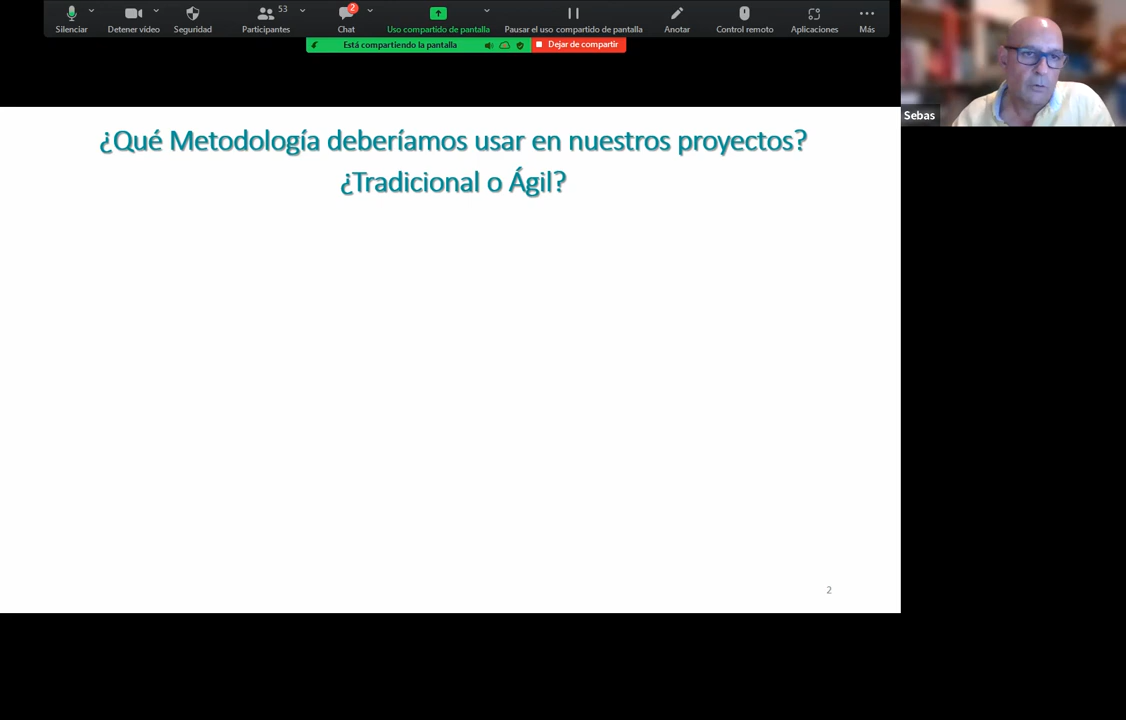 53
2
Silenciar
Detener vídeo
Seguridad
Participantes
Chat
Uso compartido de pantalla
Pausar el uso compartido de pantalla
Anotar
Control remoto
Aplicaciones
Más
Está compartiendo la pantalla
Dejar de compartir
Sebas
¿Qué Metodología deberíamos usar en nuestros proyectos?
¿Tradicional o Ágil?
2